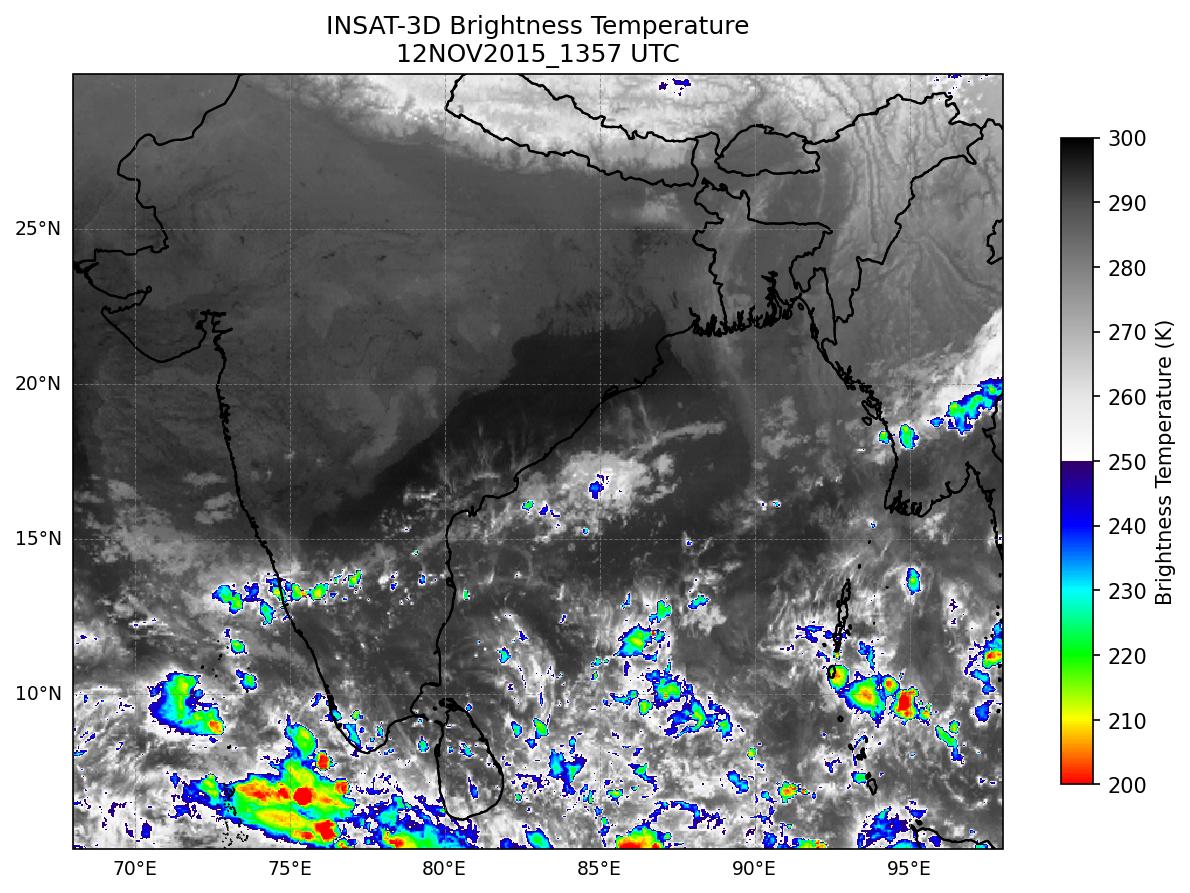 INSAT-3D Brightness Temperature
12NOV2015_1357 UTC
25°N
20°N
15°N
10°N
70°E
75°E
80°E
85°E
90°E
95°E
300
290
280
270
260
250
240
230
220
210
200
Brightness Temperature (K)